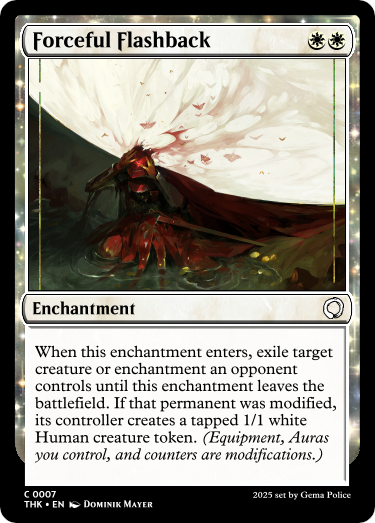 Forceful Flashback
Enchantment
When this enchantment enters, exile target
creature or enchantment an opponent
controls until this enchantment leaves the
battlefield. If that permanent was modified,
its controller creates a tapped 1/1 white
Human creature token. (Equipment, Auras
you control, and counters are modifications.)
C 0007
THK • EN Dominik Mayer
2025 set by Gema Police